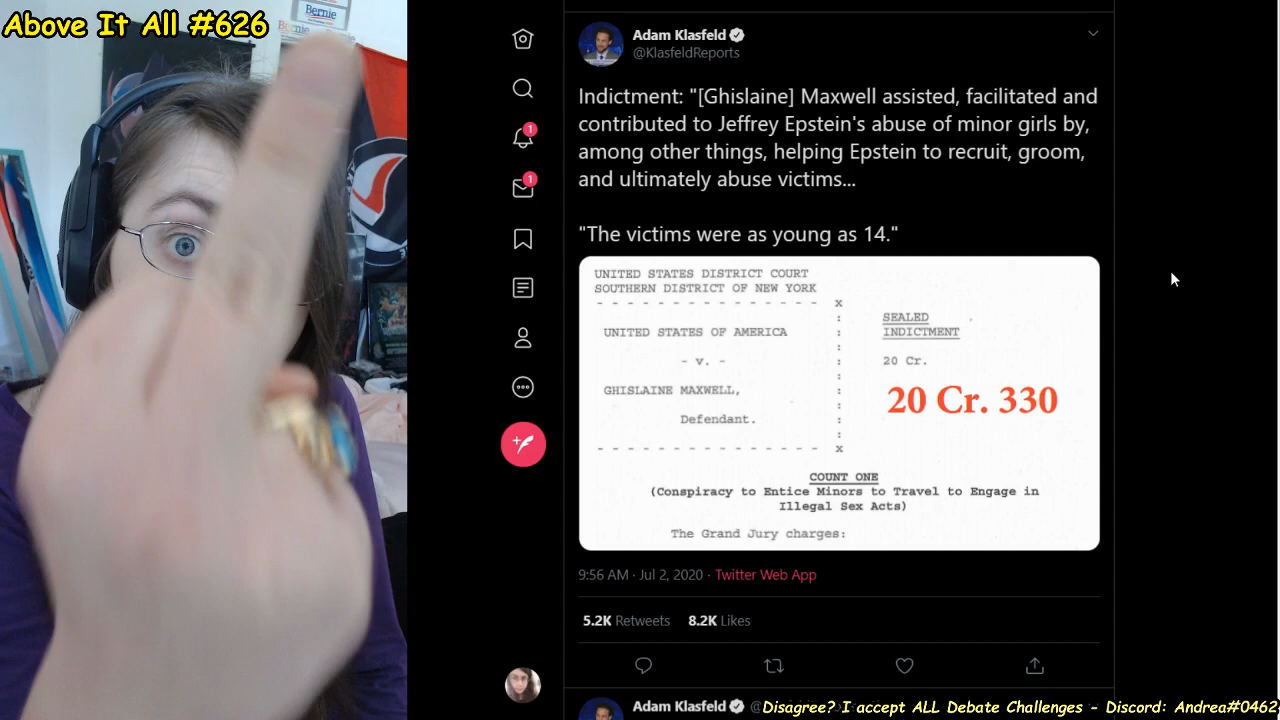 Above It All #626
Bernie
Bernie
Adam Klasfeld
@KlasfeldReports
Indictment: "[Ghislaine] Maxwell assisted, facilitated and
contributed to Jeffrey Epstein's abuse of minor girls by,
among other things, helping Epstein to recruit, groom,
and ultimately abuse victims...
"The victims were as young as 14."
UNITED STATES DISTRICT COURT
SOUTHERN DISTRICT OF NEW YORK
- - - - - - - - - - - - - - - x
UNITED STATES OF AMERICA
- v. -
GHISLAINE MAXWELL,
Defendant.
- - - - - - - - - - - - - - - x
SEALED
INDICTMENT
20 Cr.
20 Cr. 330
COUNT ONE
(Conspiracy to Entice Minors to Travel to Engage in
Illegal Sex Acts)
The Grand Jury charges:
9:56 AM · Jul 2, 2020 · Twitter Web App
5.2K Retweets 8.2K Likes
1
1
Adam Klasfeld
Disagree? I accept ALL Debate Challenges - Discord: Andrea#0462